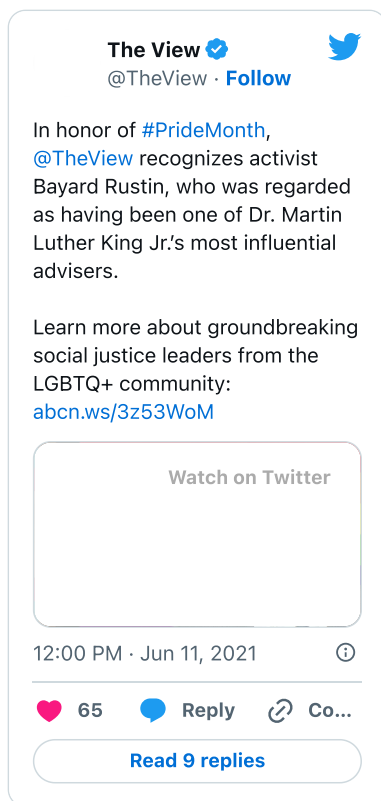 The View
@TheView · Follow
In honor of #PrideMonth,
@TheView recognizes activist
Bayard Rustin, who was regarded
as having been one of Dr. Martin
Luther King Jr.'s most influential
advisers.
Learn more about groundbreaking
social justice leaders from the
LGBTQ+ community:
abcn.ws/3z53WoM
Watch on Twitter
12:00 PM · Jun 11, 2021
65 Reply Co...
Read 9 replies